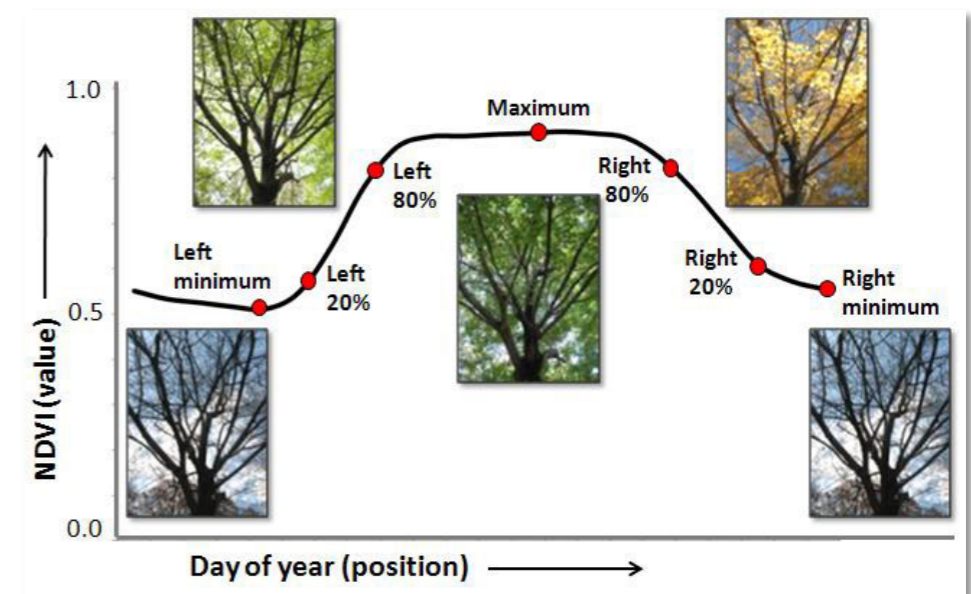 1.0
Maximum
Left
80%
Right
80%
Left
minimum
Left
20%
Right
20%
Right
minimum
0.5
NDVI (value)
0.0
Day of year (position)